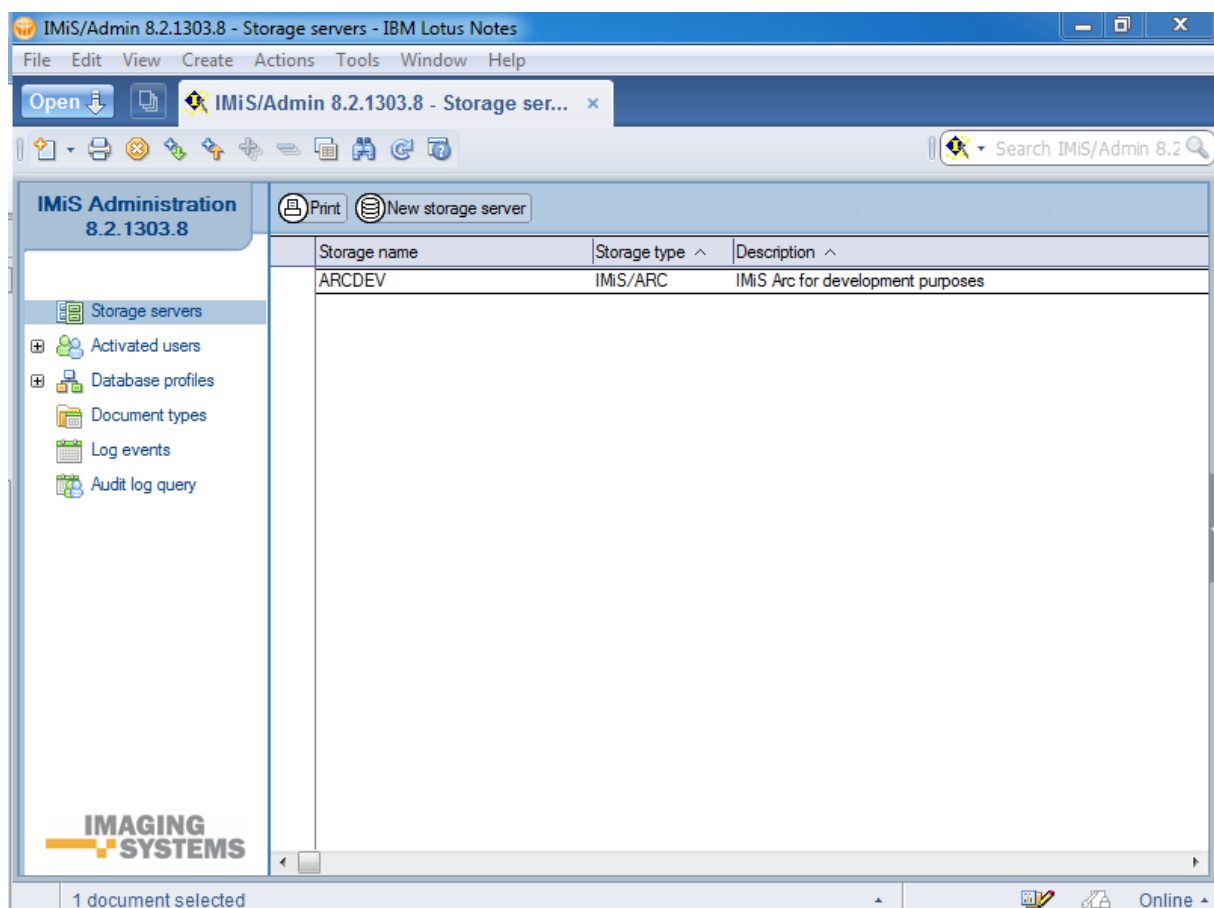 IMiS/Admin 8.2.1303.8 - Storage servers - IBM Lotus Notes
File Edit View Create Actions Tools Window Help
Open IMiS/Admin 8.2.1303.8 - Storage ser... ×
Search IMiS/Admin 8.2
IMiS Administration
8.2.1303.8
Print New storage server
Storage name Storage type Description
ARCDEV IMiS/ARC IMiS Arc for development purposes
Storage servers
Activated users
Database profiles
Document types
Log events
Audit log query
IMAGING
SYSTEMS
1 document selected Online